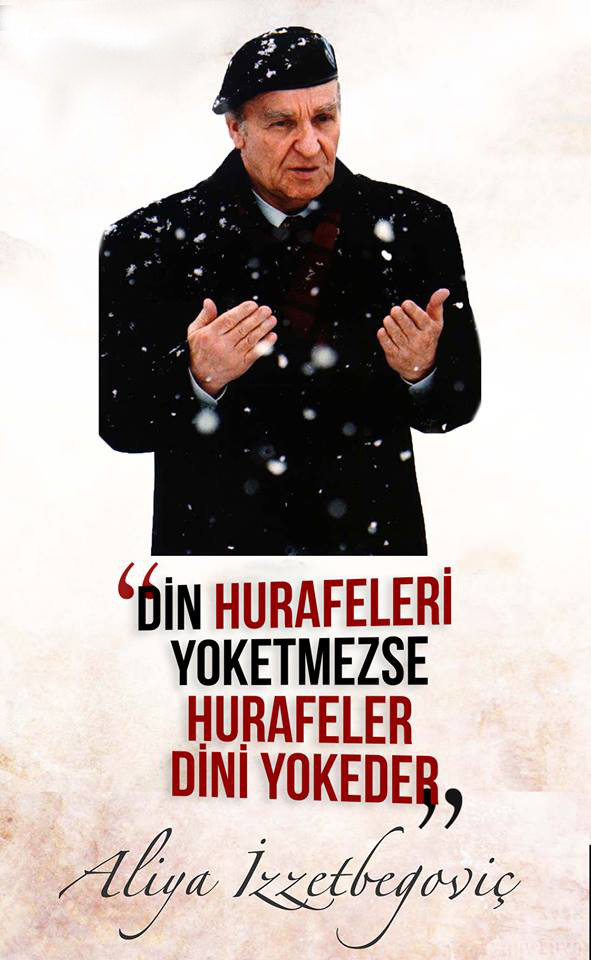 “DİN HURAFELERİ
YOKETMEZSE
HURAFELER
DİNİ YOKEDER„
Aliya İzzetbegoviç